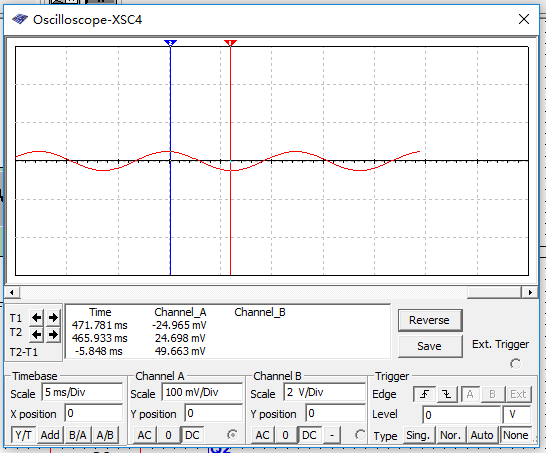 Oscilloscope-XSC4
2 1
T1
T2
T2-T1
Time Channel_A Channel_B
471.781 ms -24.965 mV
465.933 ms 24.698 mV
-5.848 ms 49.663 mV
Reverse
Save
Ext. Trigger
Timebase Channel A Channel B Trigger
Scale 5 ms/Div Scale 100 mV/Div Scale 2 V/Div Edge A B Ext
X position 0 Y position 0 Y position 0 Level 0 V
Y/T Add B/A A/B AC 0 DC AC 0 DC - Type Sing. Nor. Auto None
Q2